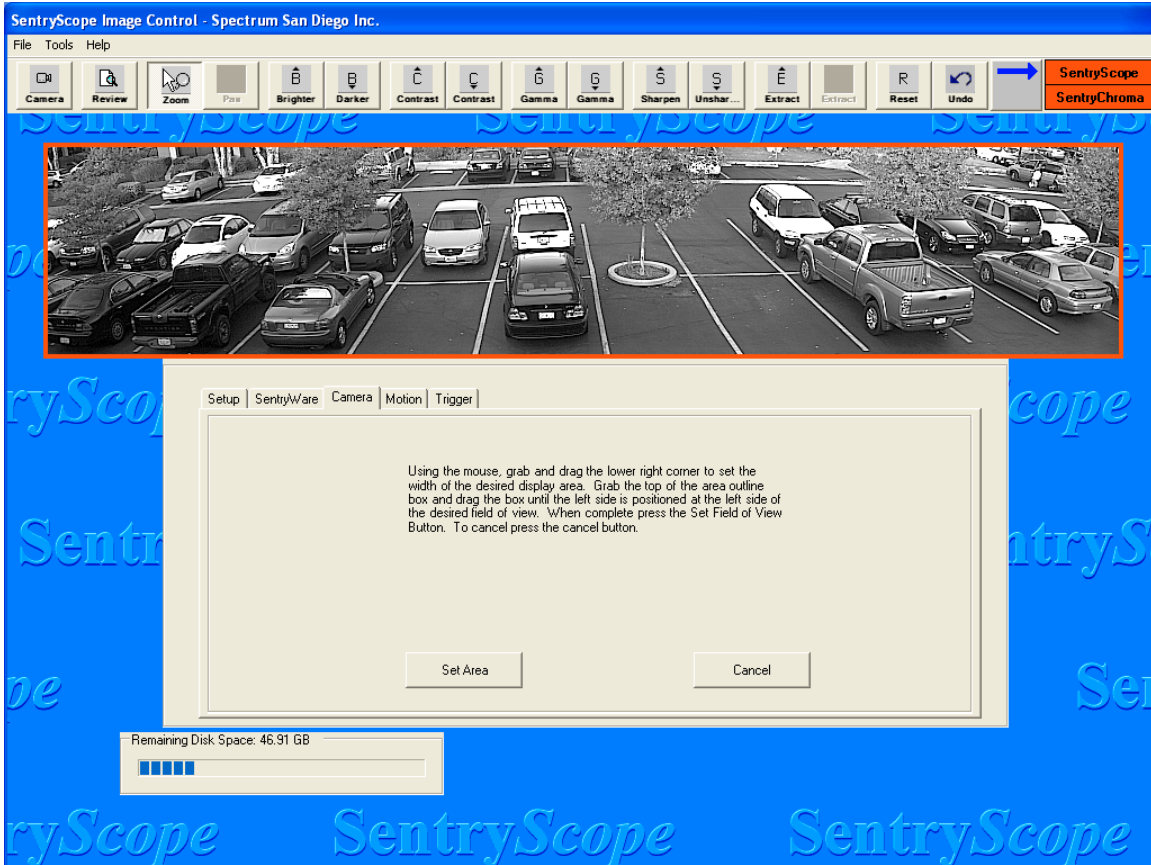 SentryScope Image Control - Spectrum San Diego Inc.
File Tools Help
Camera Review Zoom Pan Brighter Darker Contrast Contrast Gamma Gamma Sharpen Unshar... Extract Extract Reset Undo
B B C C G G S S E R
SentryScope
SentryChroma
SentryScope SentryScope SentryS
Setup SentryWare Camera Motion Trigger
Using the mouse, grab and drag the lower right corner to set the
width of the desired display area. Grab the top of the area outline
box and drag the box until the left side is positioned at the left side of
the desired field of view. When complete press the Set Field of View
Button. To cancel press the cancel button.
Set Area Cancel
Remaining Disk Space: 46.91 GB
ryScope SentryScope SentryScope